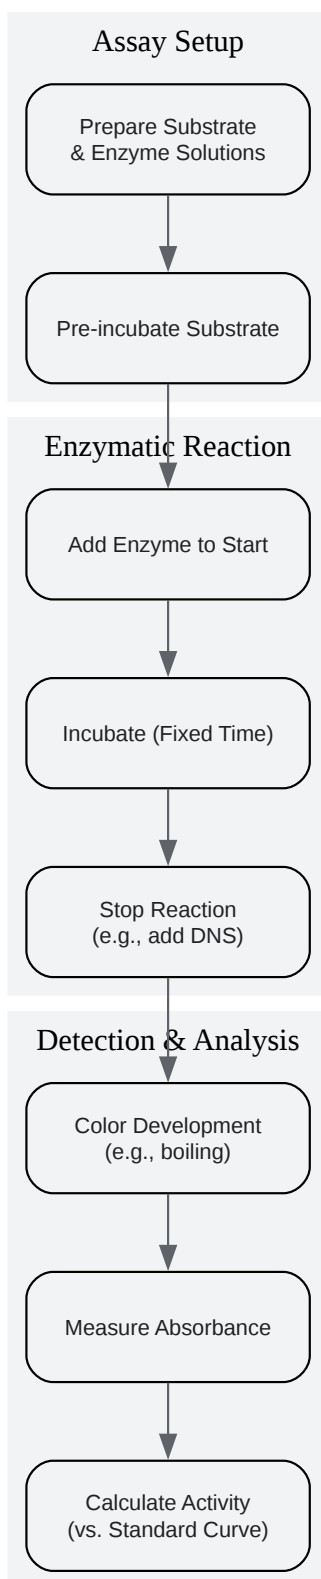 Assay Setup
Prepare Substrate
& Enzyme Solutions
Pre-incubate Substrate
Enzymatic Reaction
Add Enzyme to Start
Incubate (Fixed Time)
Stop Reaction
(e.g., add DNS)
Detection & Analysis
Color Development
(e.g., boiling)
Measure Absorbance
Calculate Activity
(vs. Standard Curve)